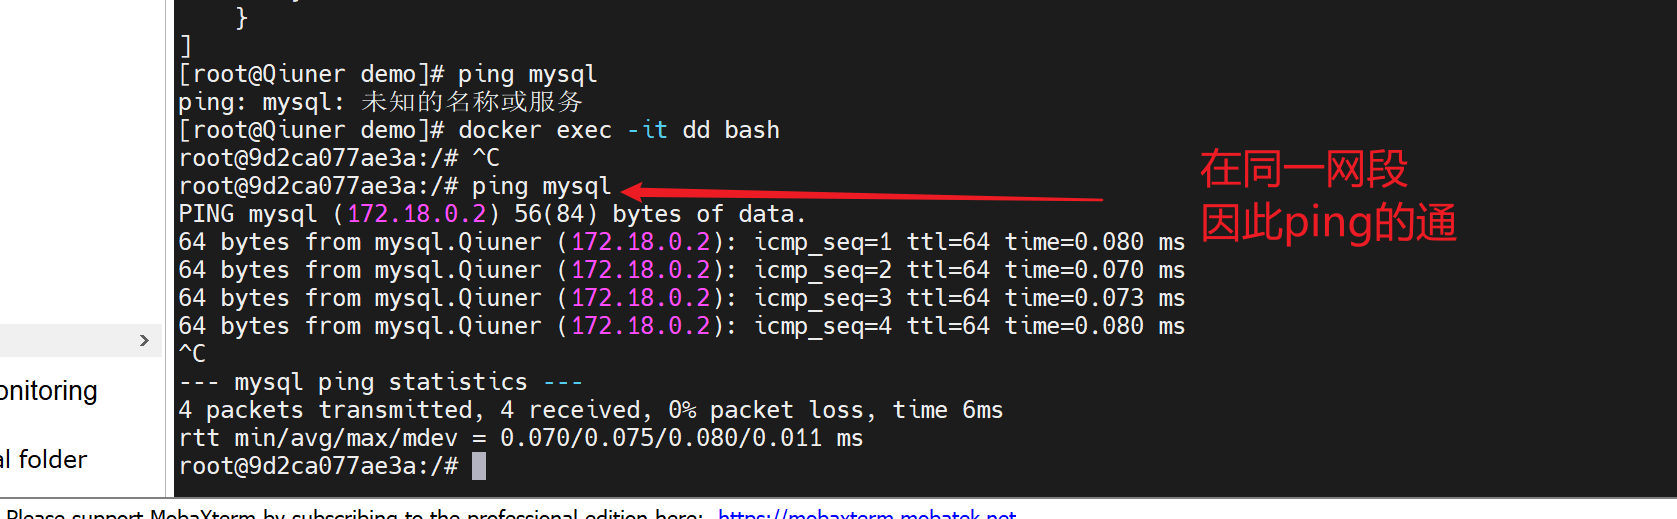 }
]
[root@Qiuner demo]# ping mysql
ping: mysql: 未知的名称或服务
[root@Qiuner demo]# docker exec -it dd bash
root@9d2ca077ae3a:/# ^C
root@9d2ca077ae3a:/# ping mysql
PING mysql (172.18.0.2) 56(84) bytes of data.
64 bytes from mysql.Qiuner (172.18.0.2): icmp_seq=1 ttl=64 time=0.080 ms
64 bytes from mysql.Qiuner (172.18.0.2): icmp_seq=2 ttl=64 time=0.070 ms
64 bytes from mysql.Qiuner (172.18.0.2): icmp_seq=3 ttl=64 time=0.073 ms
64 bytes from mysql.Qiuner (172.18.0.2): icmp_seq=4 ttl=64 time=0.080 ms
^C
--- mysql ping statistics ---
4 packets transmitted, 4 received, 0% packet loss, time 6ms
rtt min/avg/max/mdev = 0.070/0.075/0.080/0.011 ms
root@9d2ca077ae3a:/#
在同一网段
因此ping的通
onitoring
al folder
Please support MobaXterm by subscribing to the professional edition here: https://mobaxterm.mobatek.net